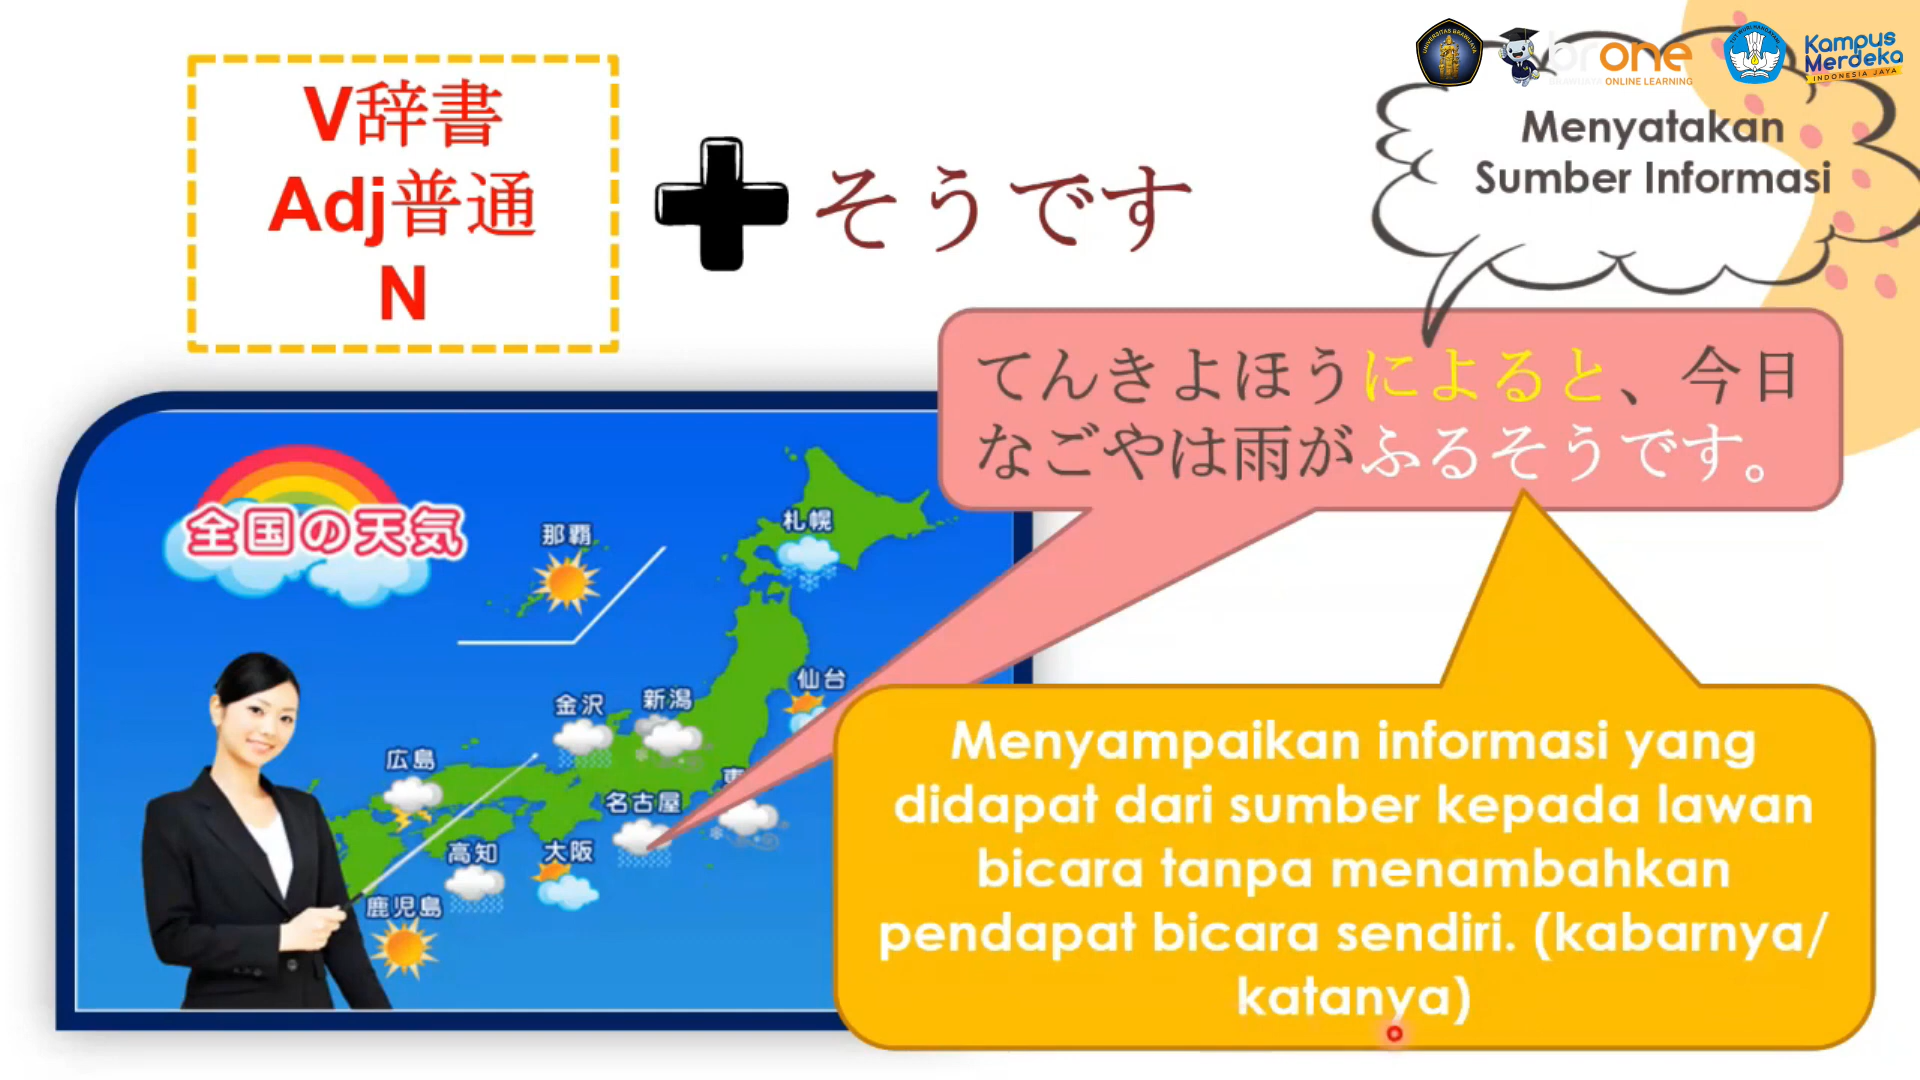 V辞書
Adj普通
N
そうです
UNIVERSITAS BRAWIJAYA
brone
ONLINE LEARNING
Kampus
Merdeka
INDONESIA JAYA
Menyatakan
Sumber Informasi
てんきよほうによると、今日
なごやは雨がふるそうです。
全国の天気
那覇
札幌
仙台
金沢
新潟
広島
名古屋
高知
大阪
鹿児島
Menyampaikan informasi yang
didapat dari sumber kepada lawan
bicara tanpa menambahkan
pendapat bicara sendiri. (kabarnya/
katanya)